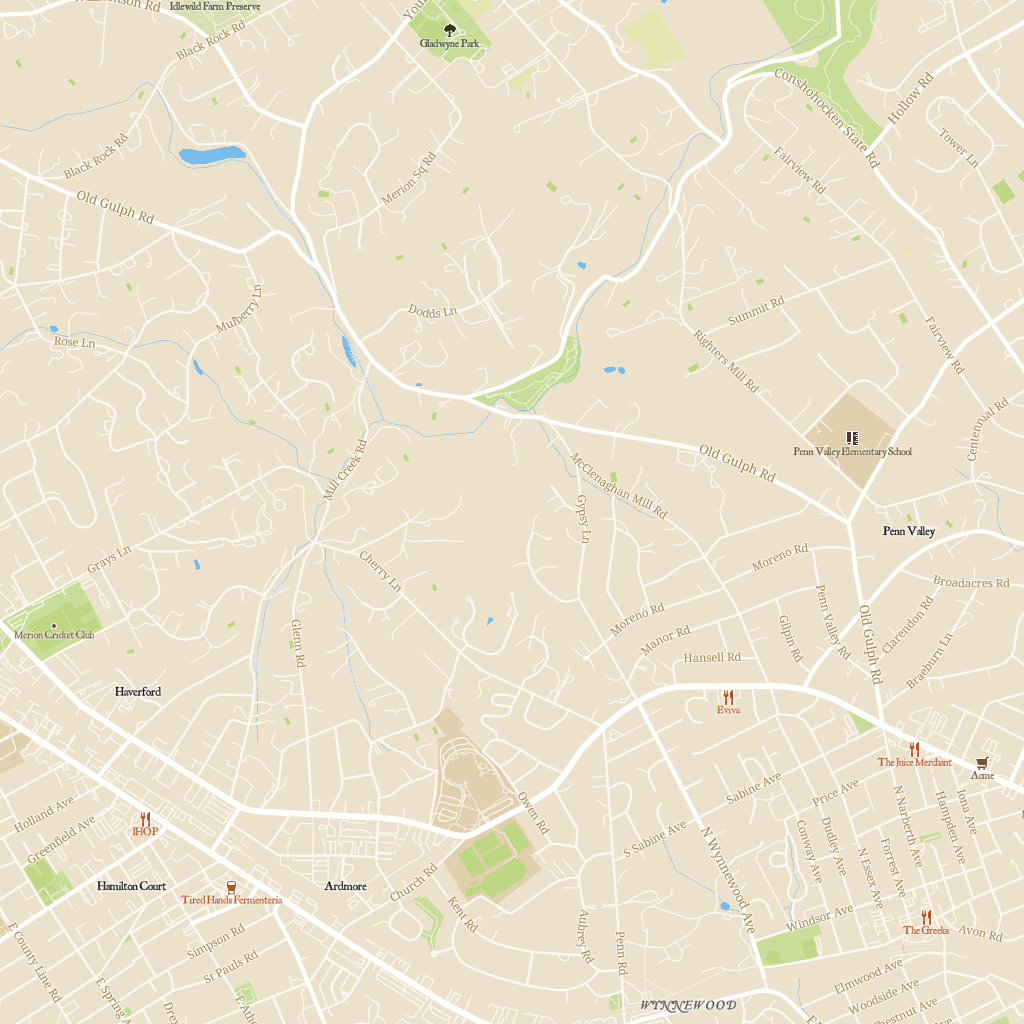 Idlewild Farm Preserve
Black Rock Rd
Gladwyne Park
Conshohocken State Rd
Hollow Rd
Tower Ln
Black Rock Rd
Merion Sq Rd
Fairview Rd
Old Gulph Rd
Mulberry Ln
Dodds Ln
Summit Rd
Rose Ln
Righters Mill Rd
Fairview Rd
Centennial Rd
Penn Valley Elementary School
Mill Creek Rd
Old Gulph Rd
McClenaghan Mill Rd
Gypsy Ln
Penn Valley
Grays Ln
Cherry Ln
Moreno Rd
Broadacres Rd
Merion Cricket Club
Glenn Rd
Moreno Rd
Manor Rd
Gilpin Rd
Penn Valley Rd
Old Gulph Rd
Clarendon Rd
Braeburn Ln
Hansell Rd
Haverford
Eviva
The Juice Merchant
Acme
Sabine Ave
Price Ave
N Narberth Ave
Hampden Ave
Iona Ave
Holland Ave
IHOP
Greenfield Ave
Owen Rd
S Sabine Ave
N Wynnewood Ave
Conway Ave
Dudley Ave
N Essex Ave
Forrest Ave
Hamilton Court
Tired Hands Fermenteria
Ardmore
Church Rd
Kent Rd
Aubrey Rd
Penn Rd
Windsor Ave
The Greeks
Avon Rd
E County Line Rd
Simpson Rd
St Pauls Rd
Elmwood Ave
Woodside Ave
WYNNEWOOD